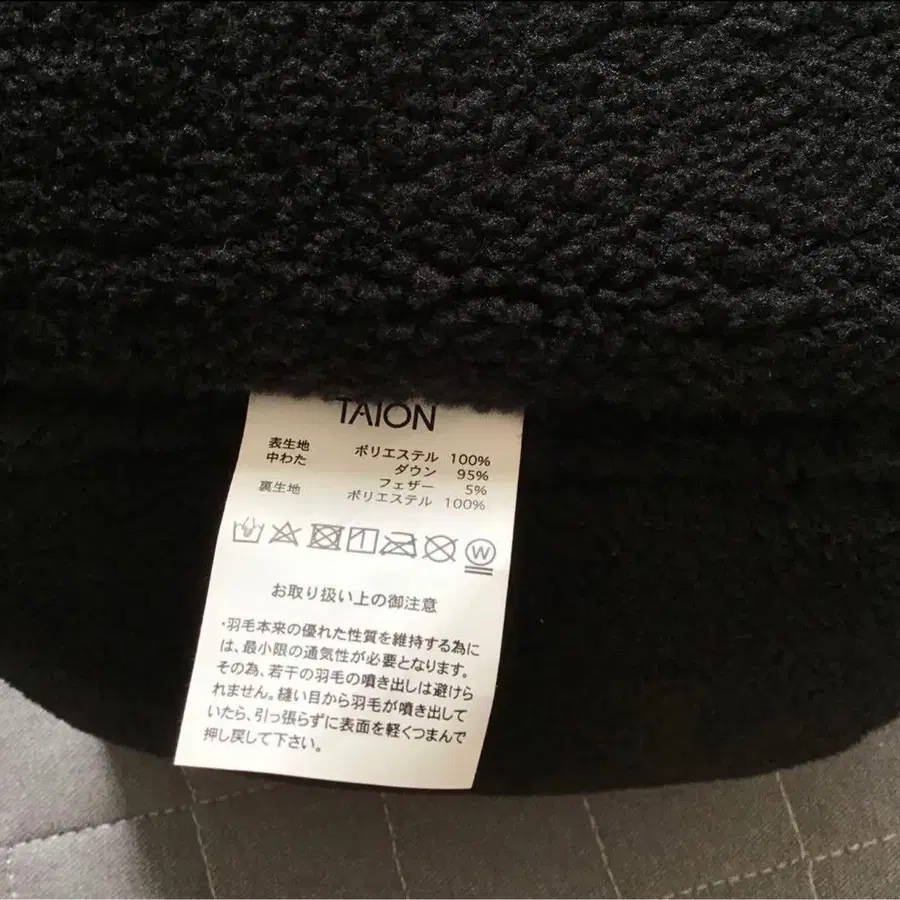 TAION
表生地 ポリエステル 100%
中わた ダウン 95%
フェザー 5%
裏生地 ポリエステル 100%
W
お取り扱い上の御注意
・羽毛本来の優れた性質を維持する為に
は、最小限の通気性が必要となります。
その為、若干の羽毛の噴き出しは避けら
れません。縫い目から羽毛が噴き出して
いたら、引っ張らずに表面を軽くつまんで
押し戻して下さい。